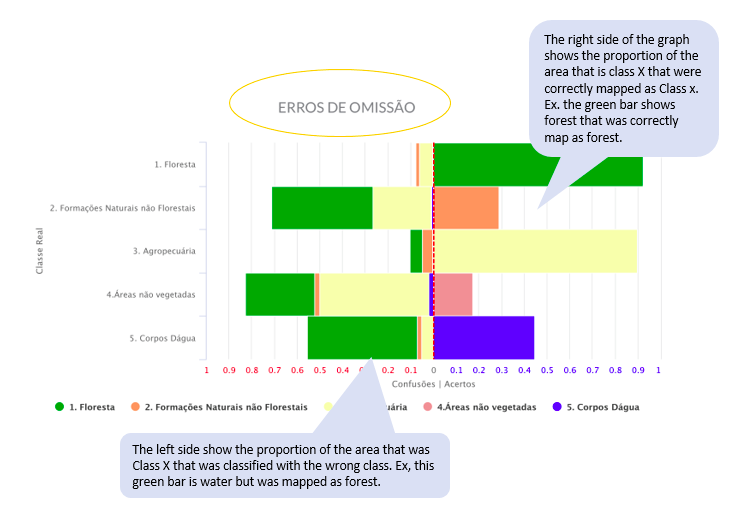 The right side of the graph
shows the proportion of the
area that is class X that were
correctly mapped as Class x.
Ex. the green bar shows
forest that was correctly
map as forest.
ERROS DE OMISSÃO
Classe Real
1. Floresta
2. Formações Naturais não Florestais
3. Agropecuária
4.Áreas não vegetadas
5. Corpos Dágua
1 0.9 0.8 0.7 0.6 0.5 0.4 0.2 0.1 0 0.1 0.2 0.3 0.4 0.5 0.6 0.7 0.8 0.9 1
Confusões | Acertos
1. Floresta 2. Formações Naturais não Florestais uária 4.Áreas não vegetadas 5. Corpos Dágua
The left side show the proportion of the area that was
Class X that was classified with the wrong class. Ex, this
green bar is water but was mapped as forest.